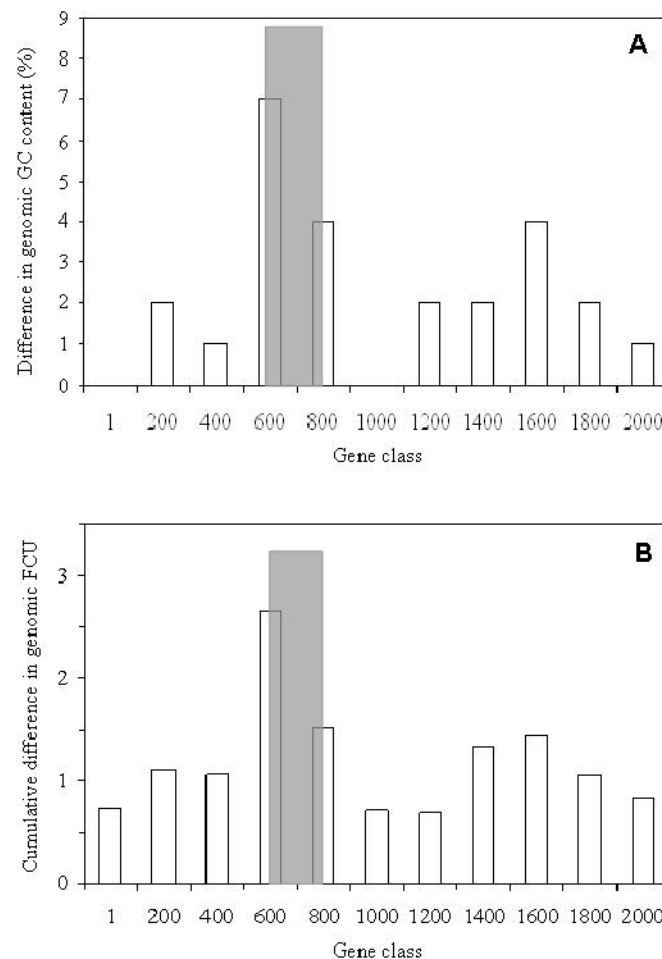 A
Difference in genomic GC content (%)
9
8
7
6
5
4
3
2
1
0
1 200 400 600 800 1000 1200 1400 1600 1800 2000
Gene class
B
Cumulative difference in genomic FCU
3
2
1
0
1 200 400 600 800 1000 1200 1400 1600 1800 2000
Gene class